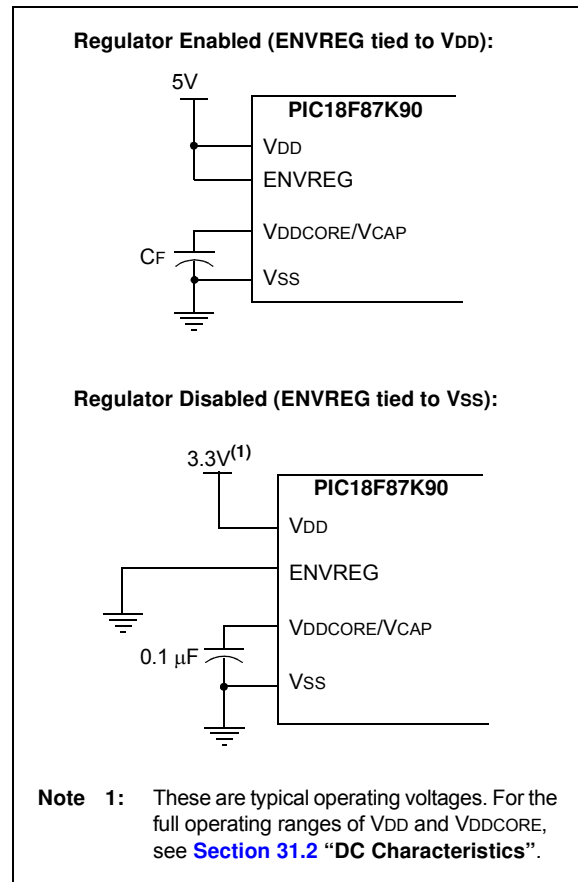 Regulator Enabled (ENVREG tied to VDD):
5V
PIC18F87K90
VDD
ENVREG
VDDCORE/VCAP
CF
VSS
Regulator Disabled (ENVREG tied to VSS):
3.3V(1)
PIC18F87K90
VDD
ENVREG
VDDCORE/VCAP
0.1 μF
VSS
Note 1: These are typical operating voltages. For the
full operating ranges of VDD and VDDCORE,
see Section 31.2 “DC Characteristics”.